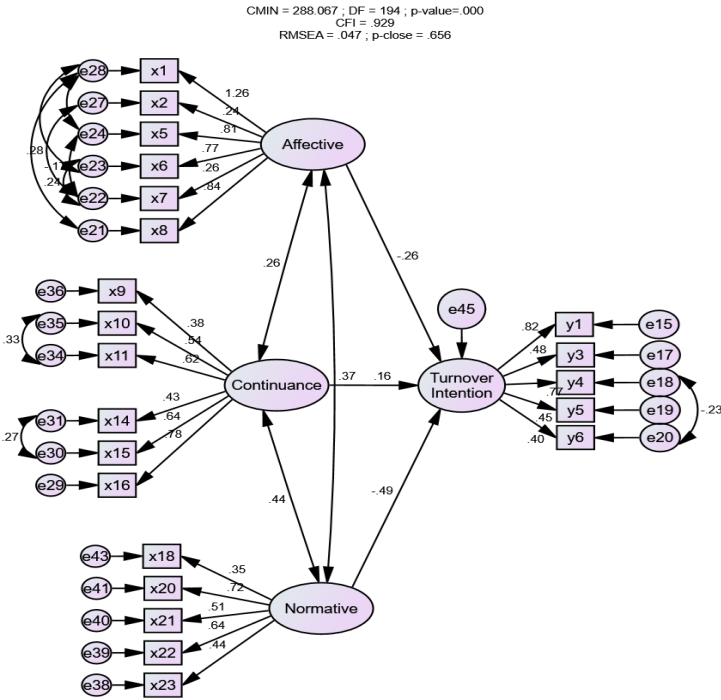 CMIN = 288.067 ; DF = 194 ; p-value=.000
CFI = .929
RMSEA = .047 ; p-close = .656
e28
x1
1.26
e27
x2
.24
e24
x5
.81
Affective
e23
x6
.77
.28
-.17
.24
e22
x7
.26
e21
x8
.84
.26
-.26
e36
x9
.38
e35
x10
.54
.33
e34
x11
.62
e45
Continuance
.37
.16
Turnover
Intention
.82
y1
e15
.48
y3
e17
y4
e18
.77
y5
e19
-.23
.45
y6
e20
.40
e31
x14
.43
.27
e30
x15
.64
e29
x16
.78
.44
-.49
e43
x18
.35
e41
x20
.72
e40
x21
.51
Normative
e39
x22
.64
e38
x23
.44